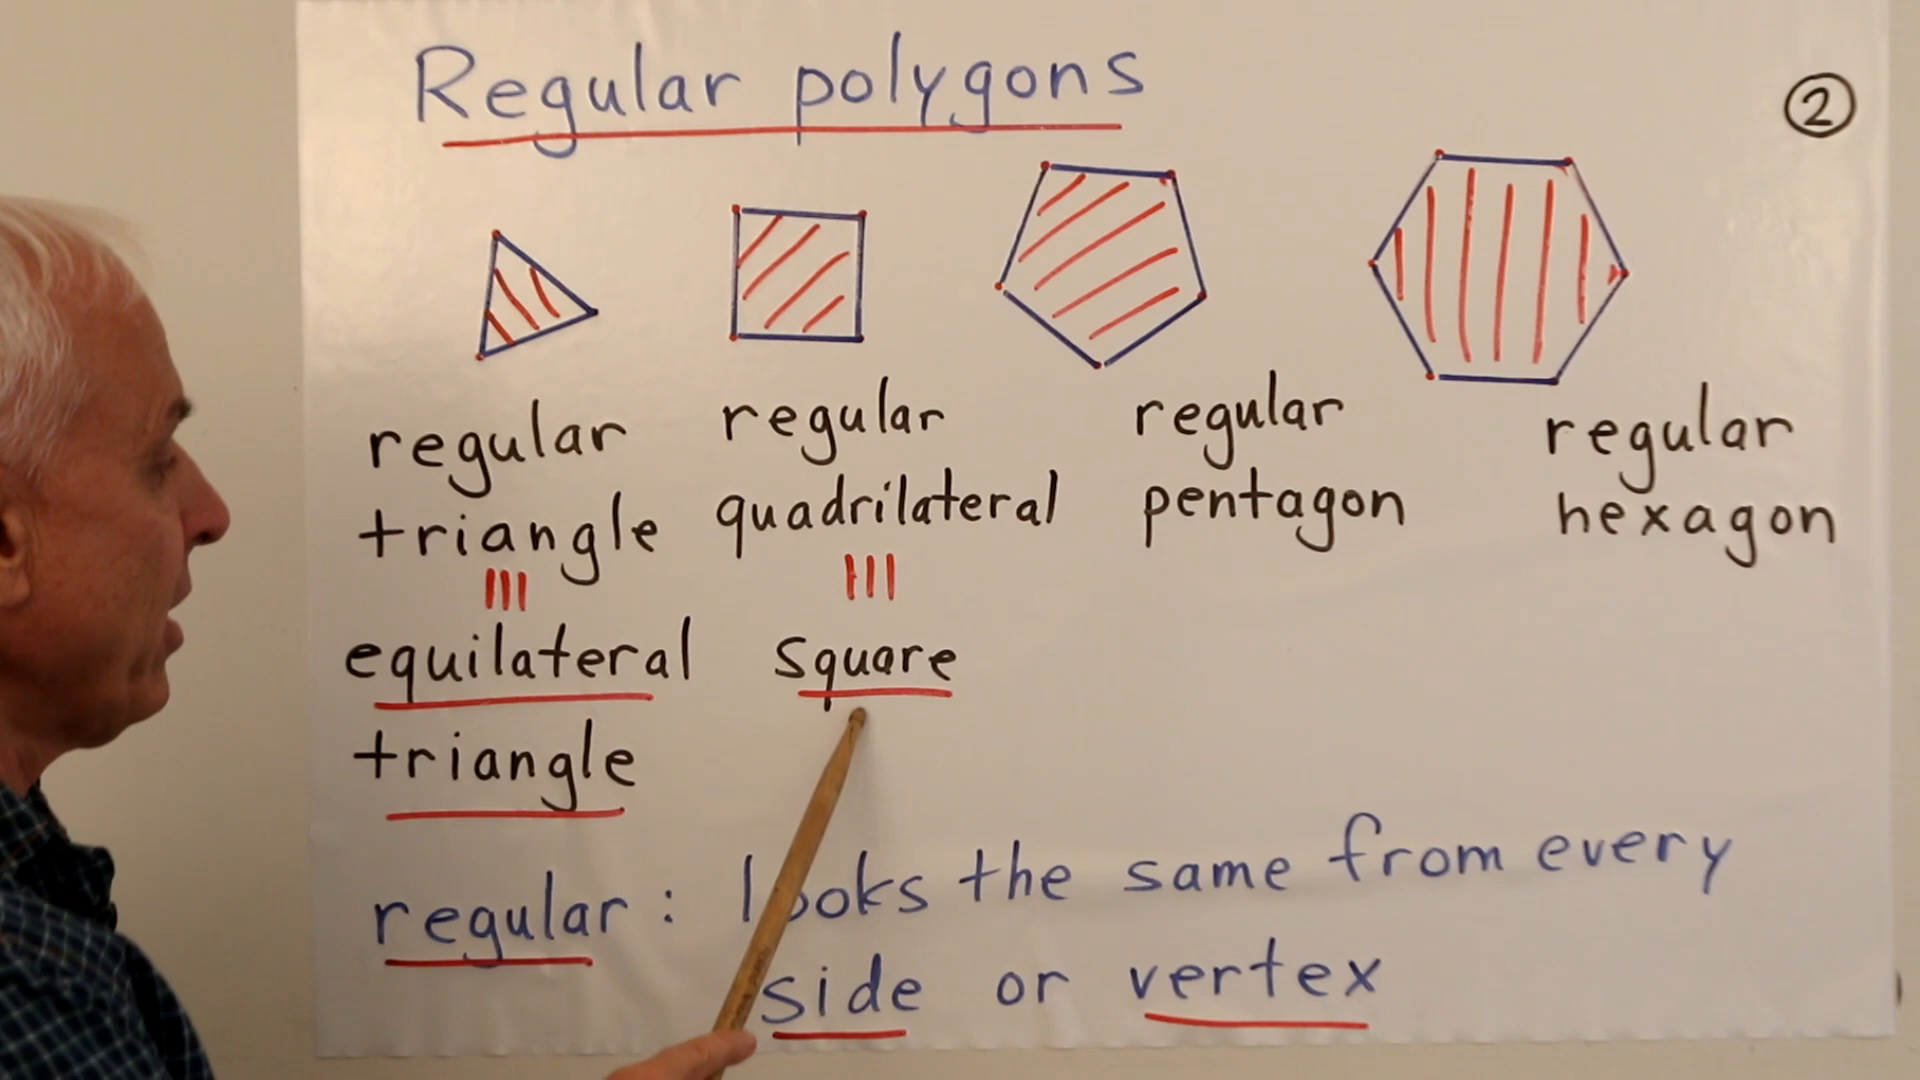 Regular polygons
2
regular
triangle
equilateral
triangle
regular
quadrilateral
square
regular
pentagon
regular
hexagon
regular: looks the same from every
side or vertex